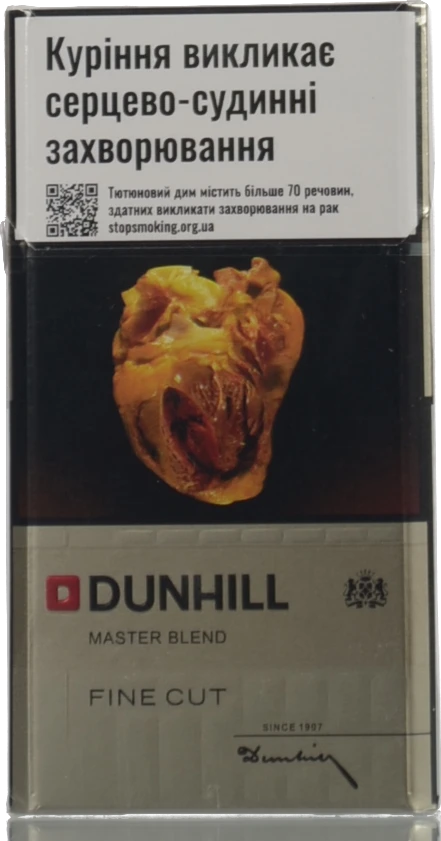 Куріння викликає
серцево-судинні
захворювання
Тютюновий дим містить більше 70 речовин,
здатних викликати захворювання на рак
stopsmoking.org.ua
D DUNHILL
MASTER BLEND
FINE CUT
SINCE 1907
Dunhill